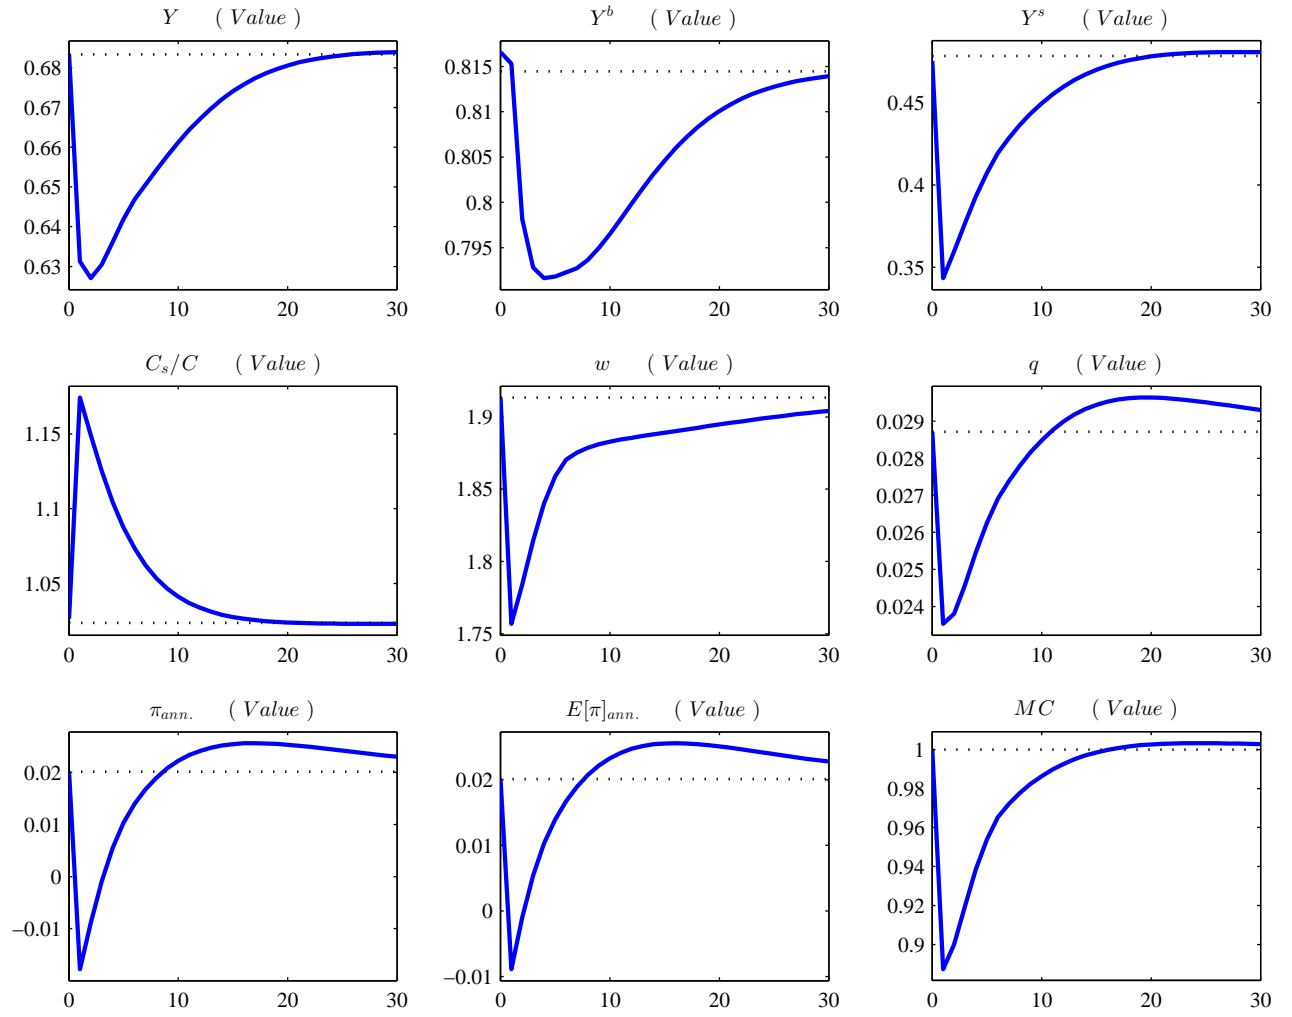 Y ( Value ) Y^b ( Value ) Y^s ( Value )
0.68 0.815
0.67 0.81 0.45
0.66 0.805
0.65 0.8 0.4
0.64 0.795
0.63 0.35
0 10 20 30 0 10 20 30 0 10 20 30
C_s/C ( Value ) w ( Value ) q ( Value )
1.15 1.9 0.029
0.028
1.1 1.85 0.027
0.026
1.05 1.8 0.025
0.024
1.75
0 10 20 30 0 10 20 30 0 10 20 30
π_{ann.} ( Value ) E[π]_{ann.} ( Value ) MC ( Value )
0.02 0.02 1
0.98
0.01 0.01 0.96
0 0 0.94
0.92
−0.01 −0.01 0.9
0 10 20 30 0 10 20 30 0 10 20 30